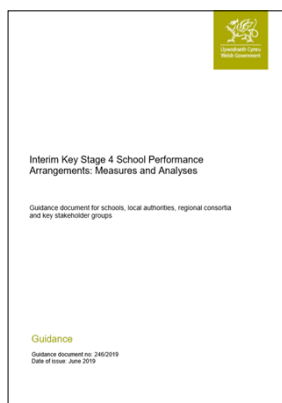 Llywodraeth Cymru
Welsh Government
Interim Key Stage 4 School Performance
Arrangements: Measures and Analyses
Guidance document for schools, local authorities, regional consortia
and key stakeholder groups
Guidance
Guidance document no: 246/2019
Date of issue: June 2019